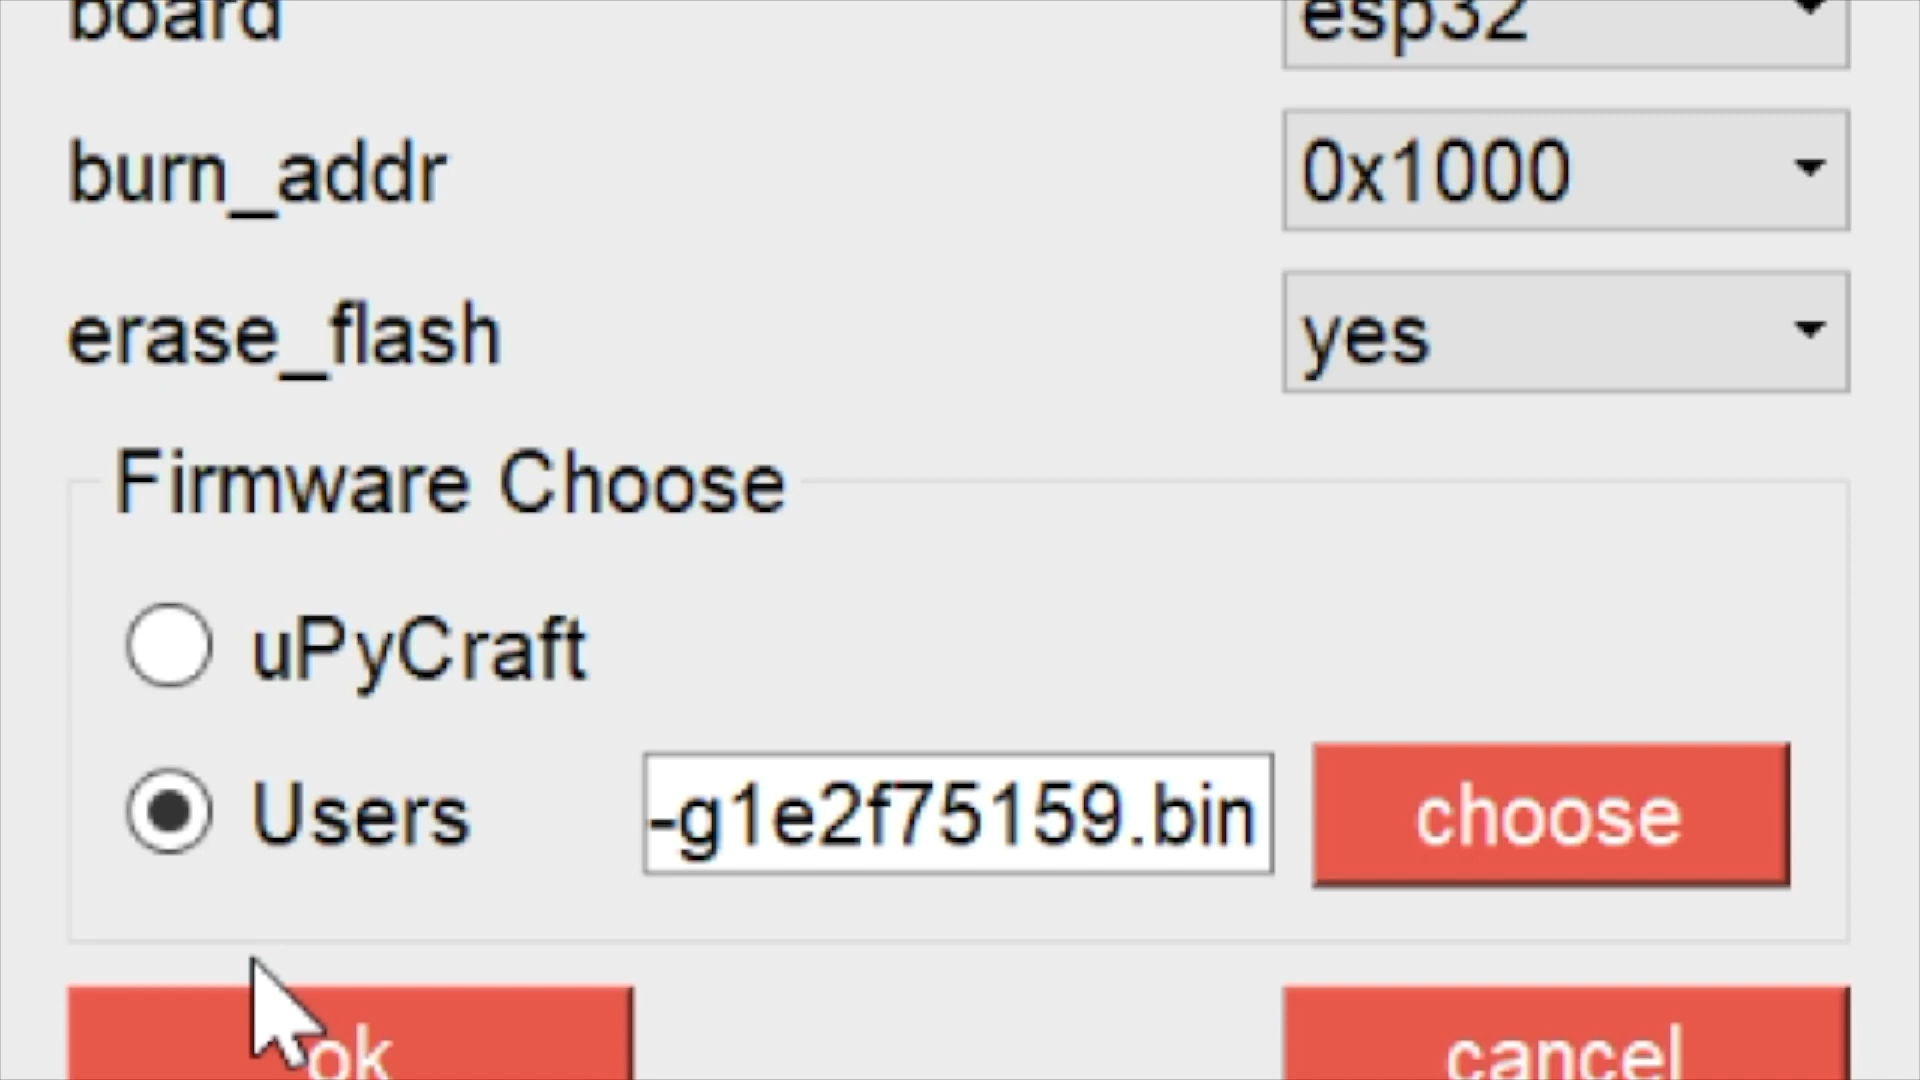 board esp32
burn_addr 0x1000
erase_flash yes
Firmware Choose
uPyCraft
Users -g1e2f75159.bin choose
ok cancel